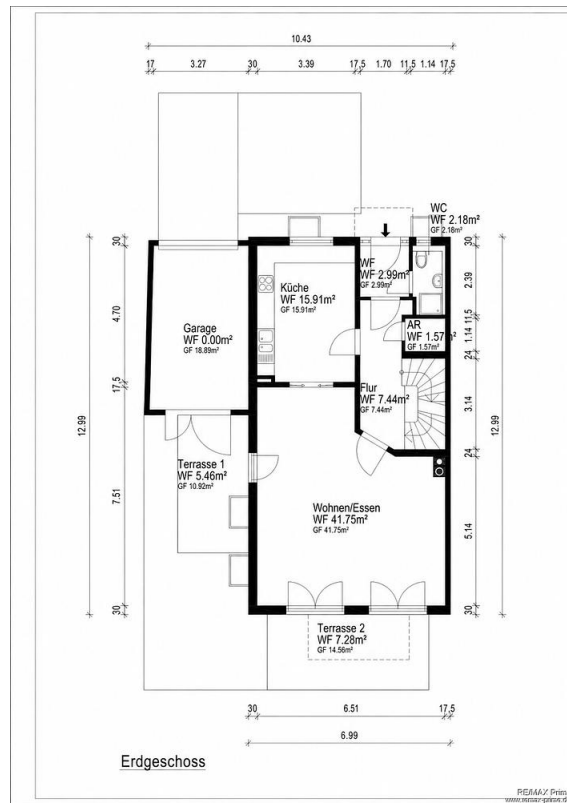 10.43
17 3.27 30 3.39 17,5 1.70 11,5 1.14 17,5
WC
WF 2.18m²
GF 2.18m²
30
30
30
WF
WF 2.99m²
GF 2.99m²
2.39
Küche
WF 15.91m²
GF 15.91m²
4.70
11,5
Garage
WF 0.00m²
GF 18.89m²
AR
WF 1.57m²
GF 1.57m²
1.14
24
17,5
Flur
WF 7.44m²
GF 7.44m²
3.14
12.99
12.99
24
Terrasse 1
WF 5.46m²
GF 10.92m²
7.51
Wohnen/Essen
WF 41.75m²
GF 41.75m²
5.14
30
30
Terrasse 2
WF 7.28m²
GF 14.56m²
30 6.51 17,5
6.99
Erdgeschoss
RE/MAX Prim
www.remax-prime.d